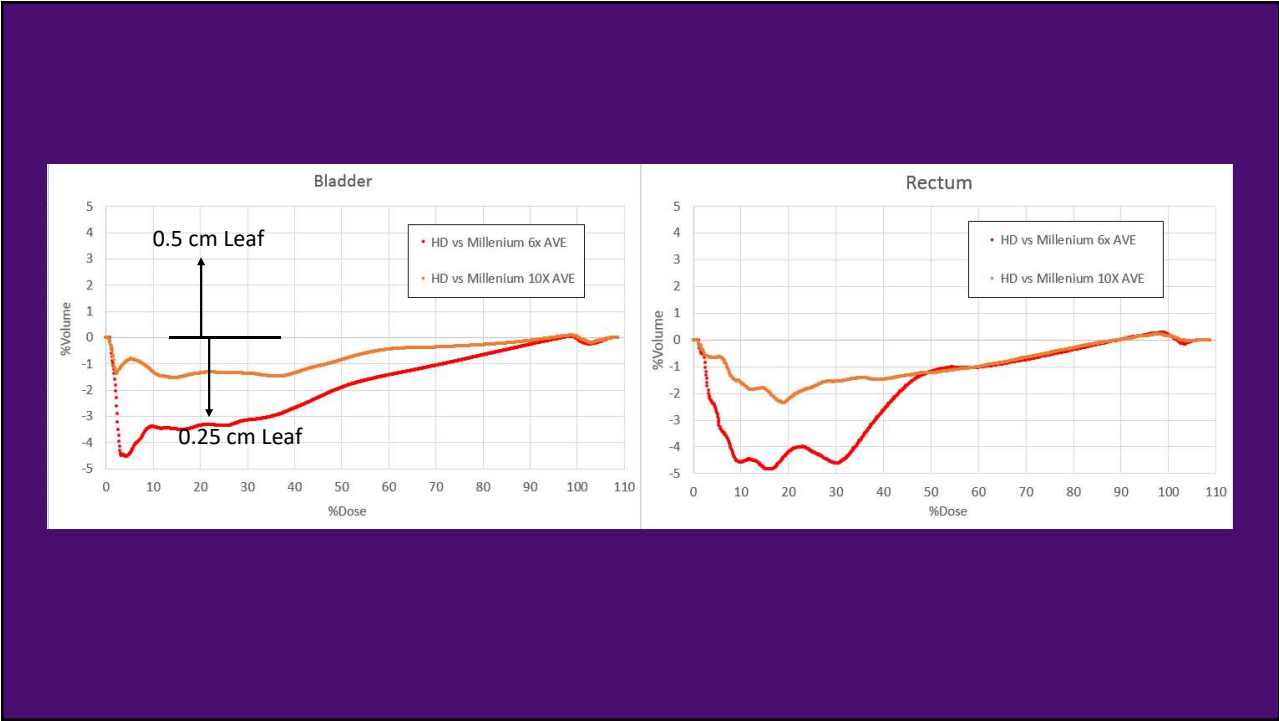 Bladder
5
4
3
2
1
0
-1
-2
-3
-4
-5
%Volume
0.5 cm Leaf
0.25 cm Leaf
HD vs Millenium 6x AVE
HD vs Millenium 10X AVE
0 10 20 30 40 50 60 70 80 90 100 110
%Dose
Rectum
5
4
3
2
1
0
-1
-2
-3
-4
-5
%Volume
HD vs Millenium 6x AVE
HD vs Millenium 10X AVE
0 10 20 30 40 50 60 70 80 90 100 110
%Dose